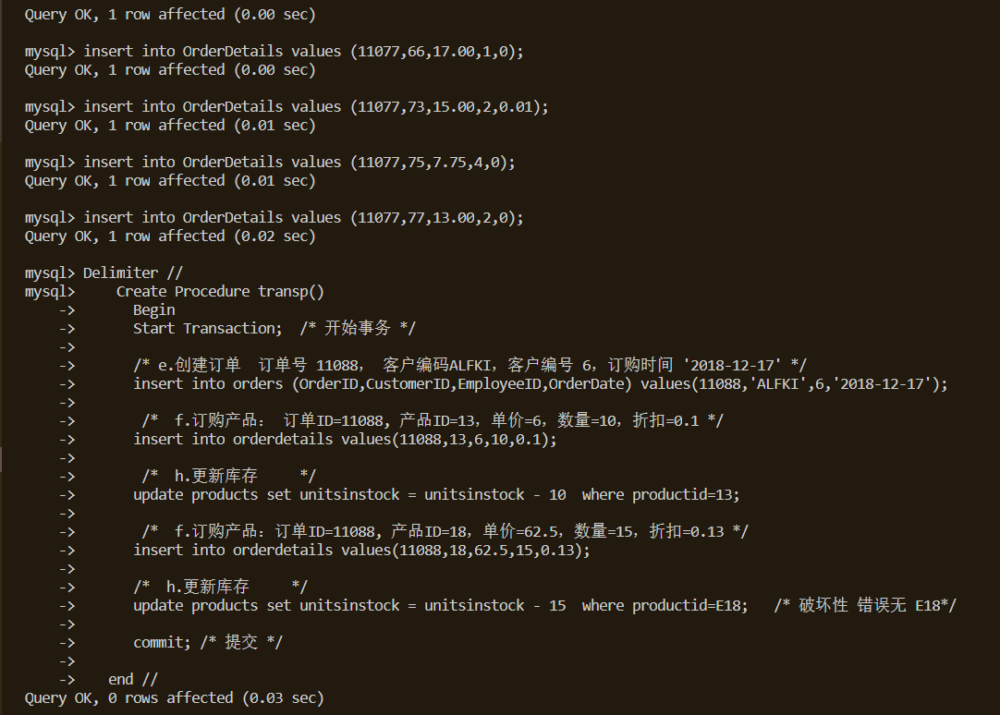 Query OK, 1 row affected (0.00 sec)
mysql> insert into OrderDetails values (11077,66,17.00,1,0);
Query OK, 1 row affected (0.00 sec)
mysql> insert into OrderDetails values (11077,73,15.00,2,0.01);
Query OK, 1 row affected (0.01 sec)
mysql> insert into OrderDetails values (11077,75,7.75,4,0);
Query OK, 1 row affected (0.01 sec)
mysql> insert into OrderDetails values (11077,77,13.00,2,0);
Query OK, 1 row affected (0.02 sec)
mysql> Delimiter //
mysql>     Create Procedure transp()
    ->       Begin
    ->       Start Transaction;  /* 开始事务 */
    ->
    ->       /* e.创建订单  订单号 11088， 客户编码ALFKI，客户编号 6，订购时间 '2018-12-17' */
    ->       insert into orders (OrderID,CustomerID,EmployeeID,OrderDate) values(11088,'ALFKI',6,'2018-12-17');
    ->
    ->        /*  f.订购产品： 订单ID=11088, 产品ID=13，单价=6，数量=10，折扣=0.1 */
    ->       insert into orderdetails values(11088,13,6,10,0.1);
    ->
    ->        /*  h.更新库存     */
    ->       update products set unitsinstock = unitsinstock - 10  where productid=13;
    ->
    ->        /*  f.订购产品：订单ID=11088, 产品ID=18，单价=62.5，数量=15，折扣=0.13 */
    ->       insert into orderdetails values(11088,18,62.5,15,0.13);
    ->
    ->       /*  h.更新库存     */
    ->       update products set unitsinstock = unitsinstock - 15  where productid=E18;   /* 破坏性 错误无 E18*/
    ->
    ->       commit; /* 提交 */
    ->
    ->    end //
Query OK, 0 rows affected (0.03 sec)